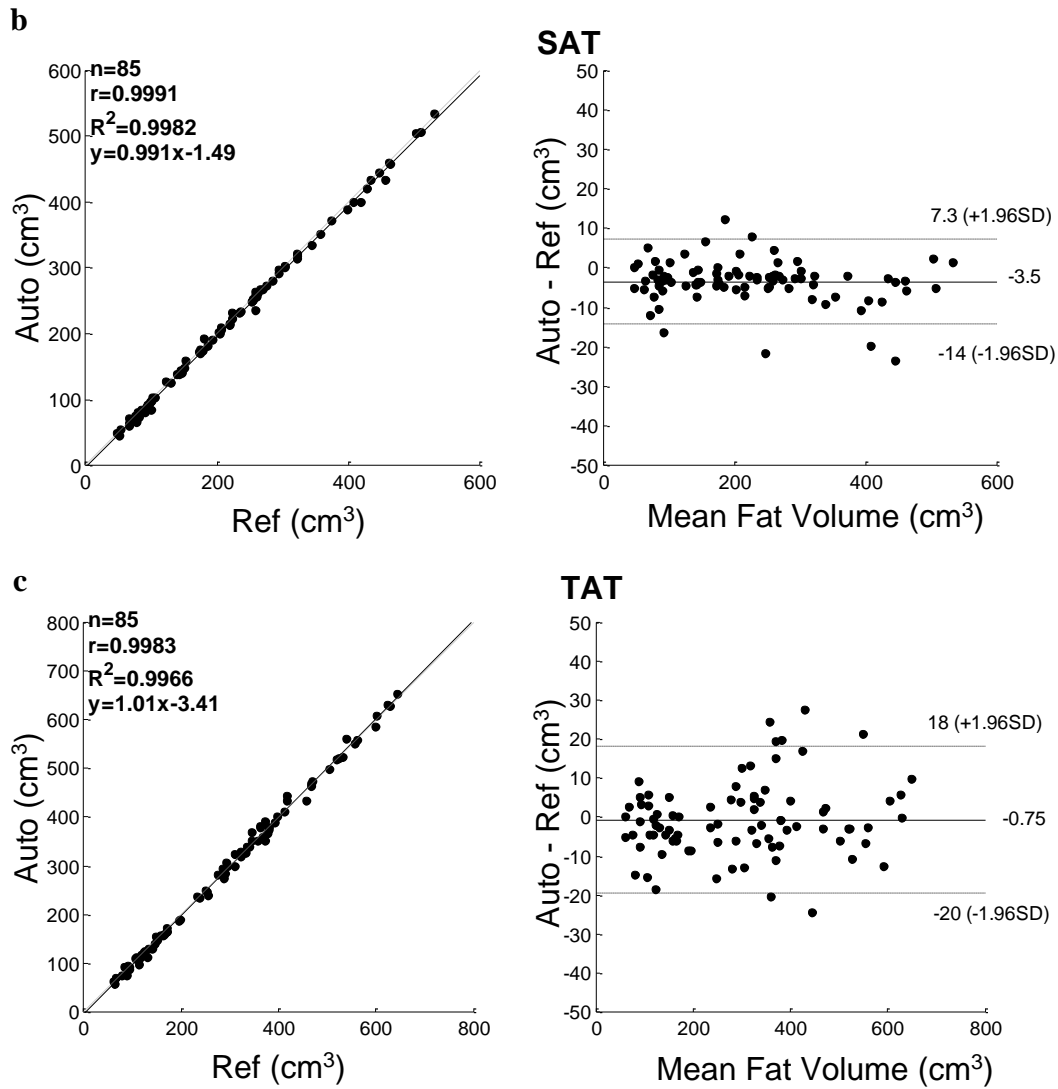 b
n=85
r=0.9991
R²=0.9982
y=0.991x-1.49
600
500
400
300
200
100
0
Auto (cm³)
0 200 400 600
Ref (cm³)
SAT
50
40
30
20
10
0
-10
-20
-30
-40
-50
Auto - Ref (cm³)
7.3 (+1.96SD)
-3.5
-14 (-1.96SD)
0 200 400 600
Mean Fat Volume (cm³)
c
n=85
r=0.9983
R²=0.9966
y=1.01x-3.41
800
700
600
500
400
300
200
100
0
Auto (cm³)
0 200 400 600 800
Ref (cm³)
TAT
50
40
30
20
10
0
-10
-20
-30
-40
-50
Auto - Ref (cm³)
18 (+1.96SD)
-0.75
-20 (-1.96SD)
0 200 400 600 800
Mean Fat Volume (cm³)